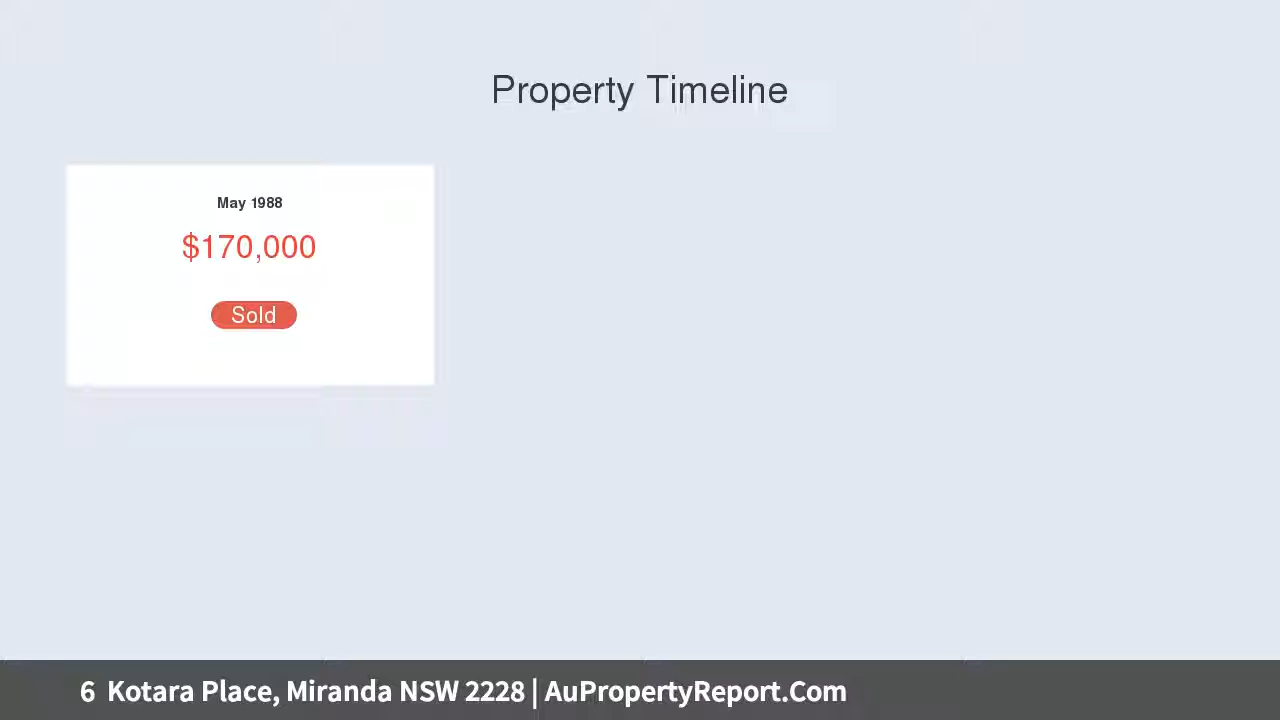 Property Timeline
May 1988
$170,000
Sold
6 Kotara Place, Miranda NSW 2228 | AuPropertyReport.Com